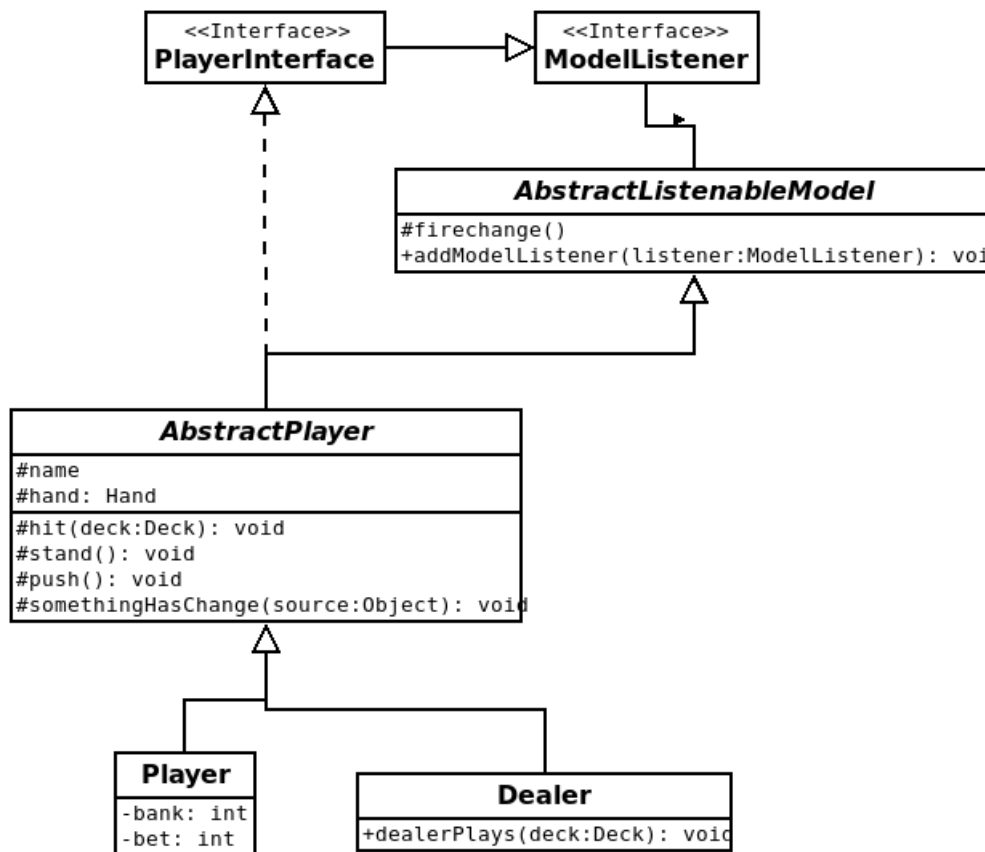 <<Interface>>
PlayerInterface
<<Interface>>
ModelListener
AbstractListenableModel
#firechange()
+addModelListener(listener:ModelListener): voi
AbstractPlayer
#name
#hand: Hand
#hit(deck:Deck): void
#stand(): void
#push(): void
#somethingHasChange(source:Object): void
Player
-bank: int
-bet: int
Dealer
+dealerPlays(deck:Deck): void